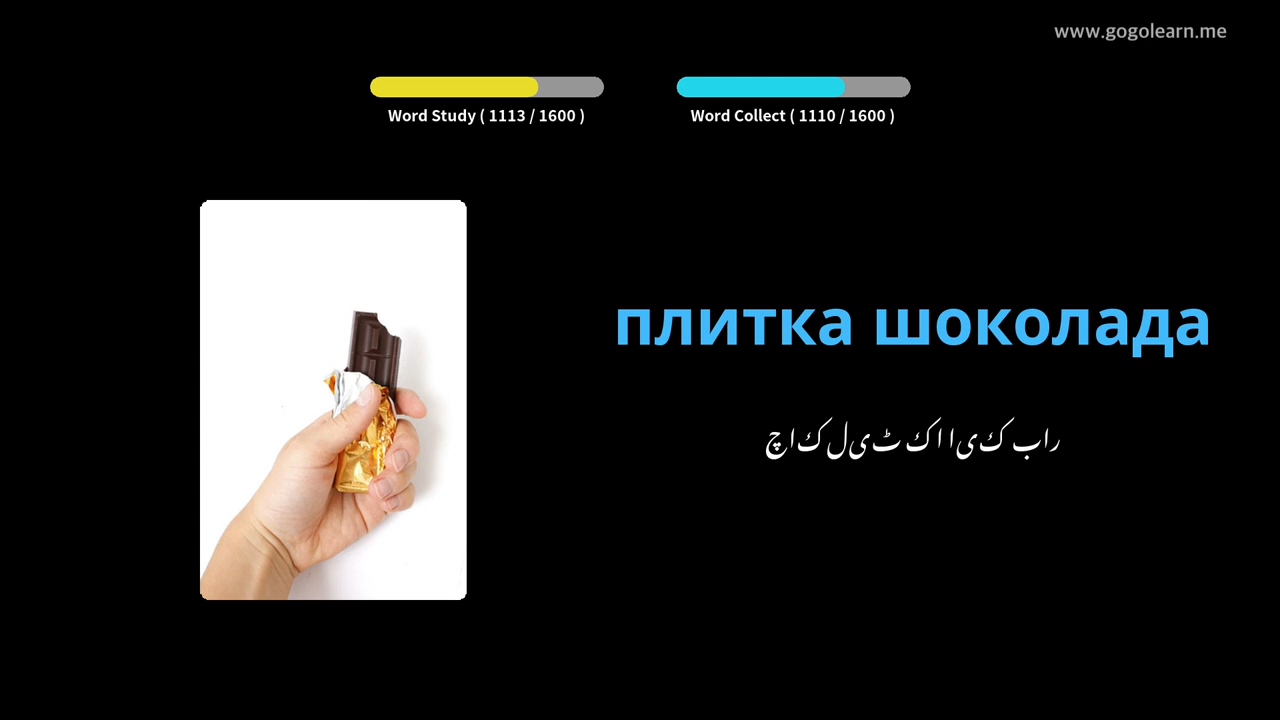 www.gogolearn.me
Word Study ( 1113 / 1600 )
Word Collect ( 1110 / 1600 )
плитка шоколада
چاکلیٹ کا ایک بار